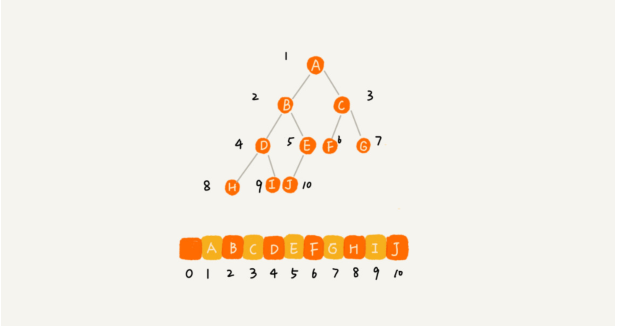 1 A
2 B C 3
4 D 5 E F 6 G 7
8 H 9 I J 10
A B C D E F G H I J
0 1 2 3 4 5 6 7 8 9 10